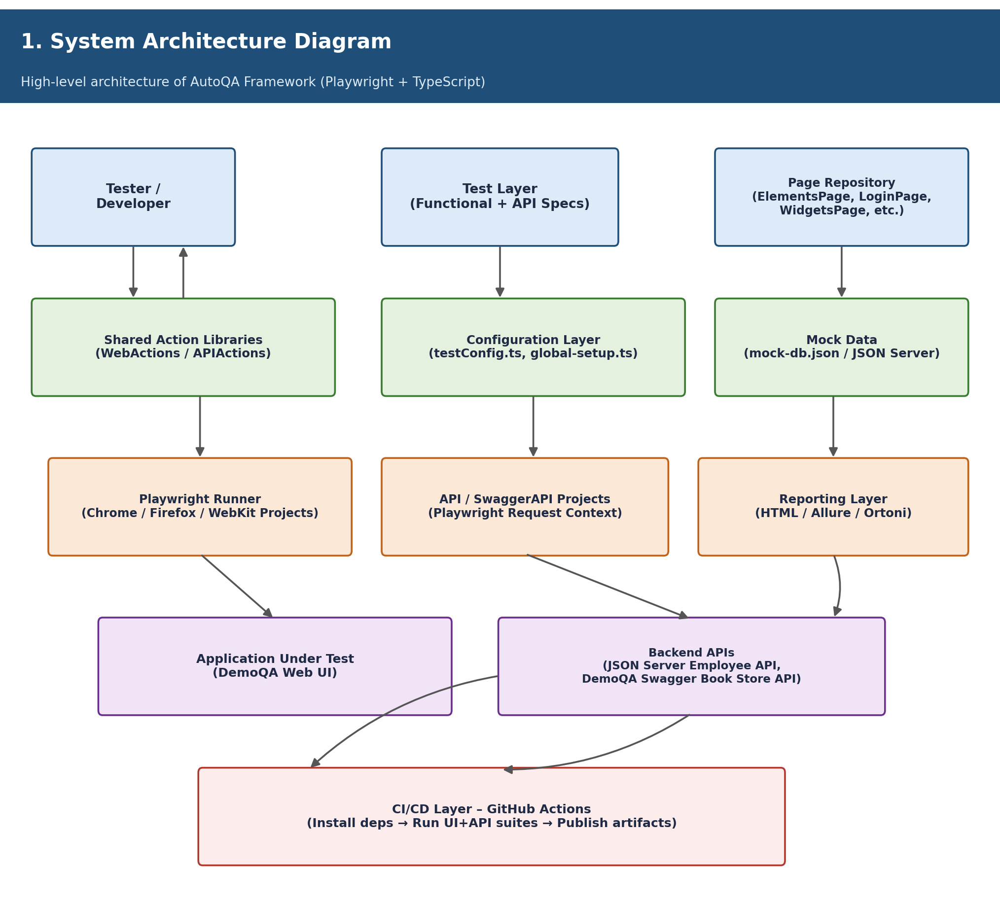 1. System Architecture Diagram
High-level architecture of AutoQA Framework (Playwright + TypeScript)
Tester /
Developer
Test Layer
(Functional + API Specs)
Page Repository
(ElementsPage, LoginPage,
WidgetsPage, etc.)
Shared Action Libraries
(WebActions / APIActions)
Configuration Layer
(testConfig.ts, global-setup.ts)
Mock Data
(mock-db.json / JSON Server)
Playwright Runner
(Chrome / Firefox / WebKit Projects)
API / SwaggerAPI Projects
(Playwright Request Context)
Reporting Layer
(HTML / Allure / Ortoni)
Application Under Test
(DemoQA Web UI)
Backend APIs
(JSON Server Employee API,
DemoQA Swagger Book Store API)
CI/CD Layer – GitHub Actions
(Install deps → Run UI+API suites → Publish artifacts)